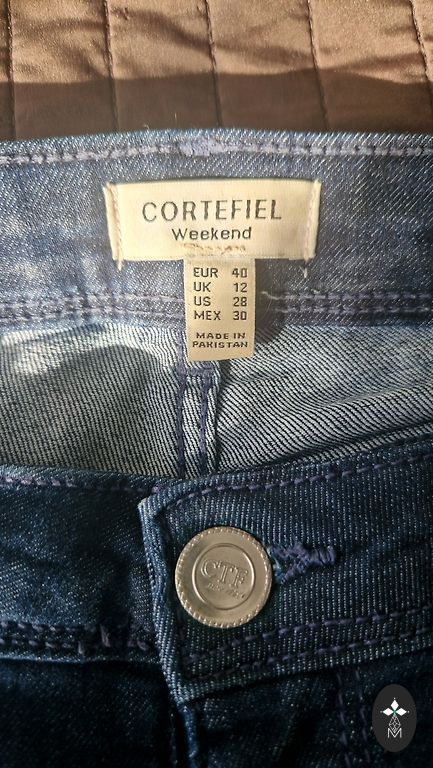 CORTEFIEL
Weekend
EUR 40
UK 12
US 28
MEX 30
MADE IN
PAKISTAN
CTF
M